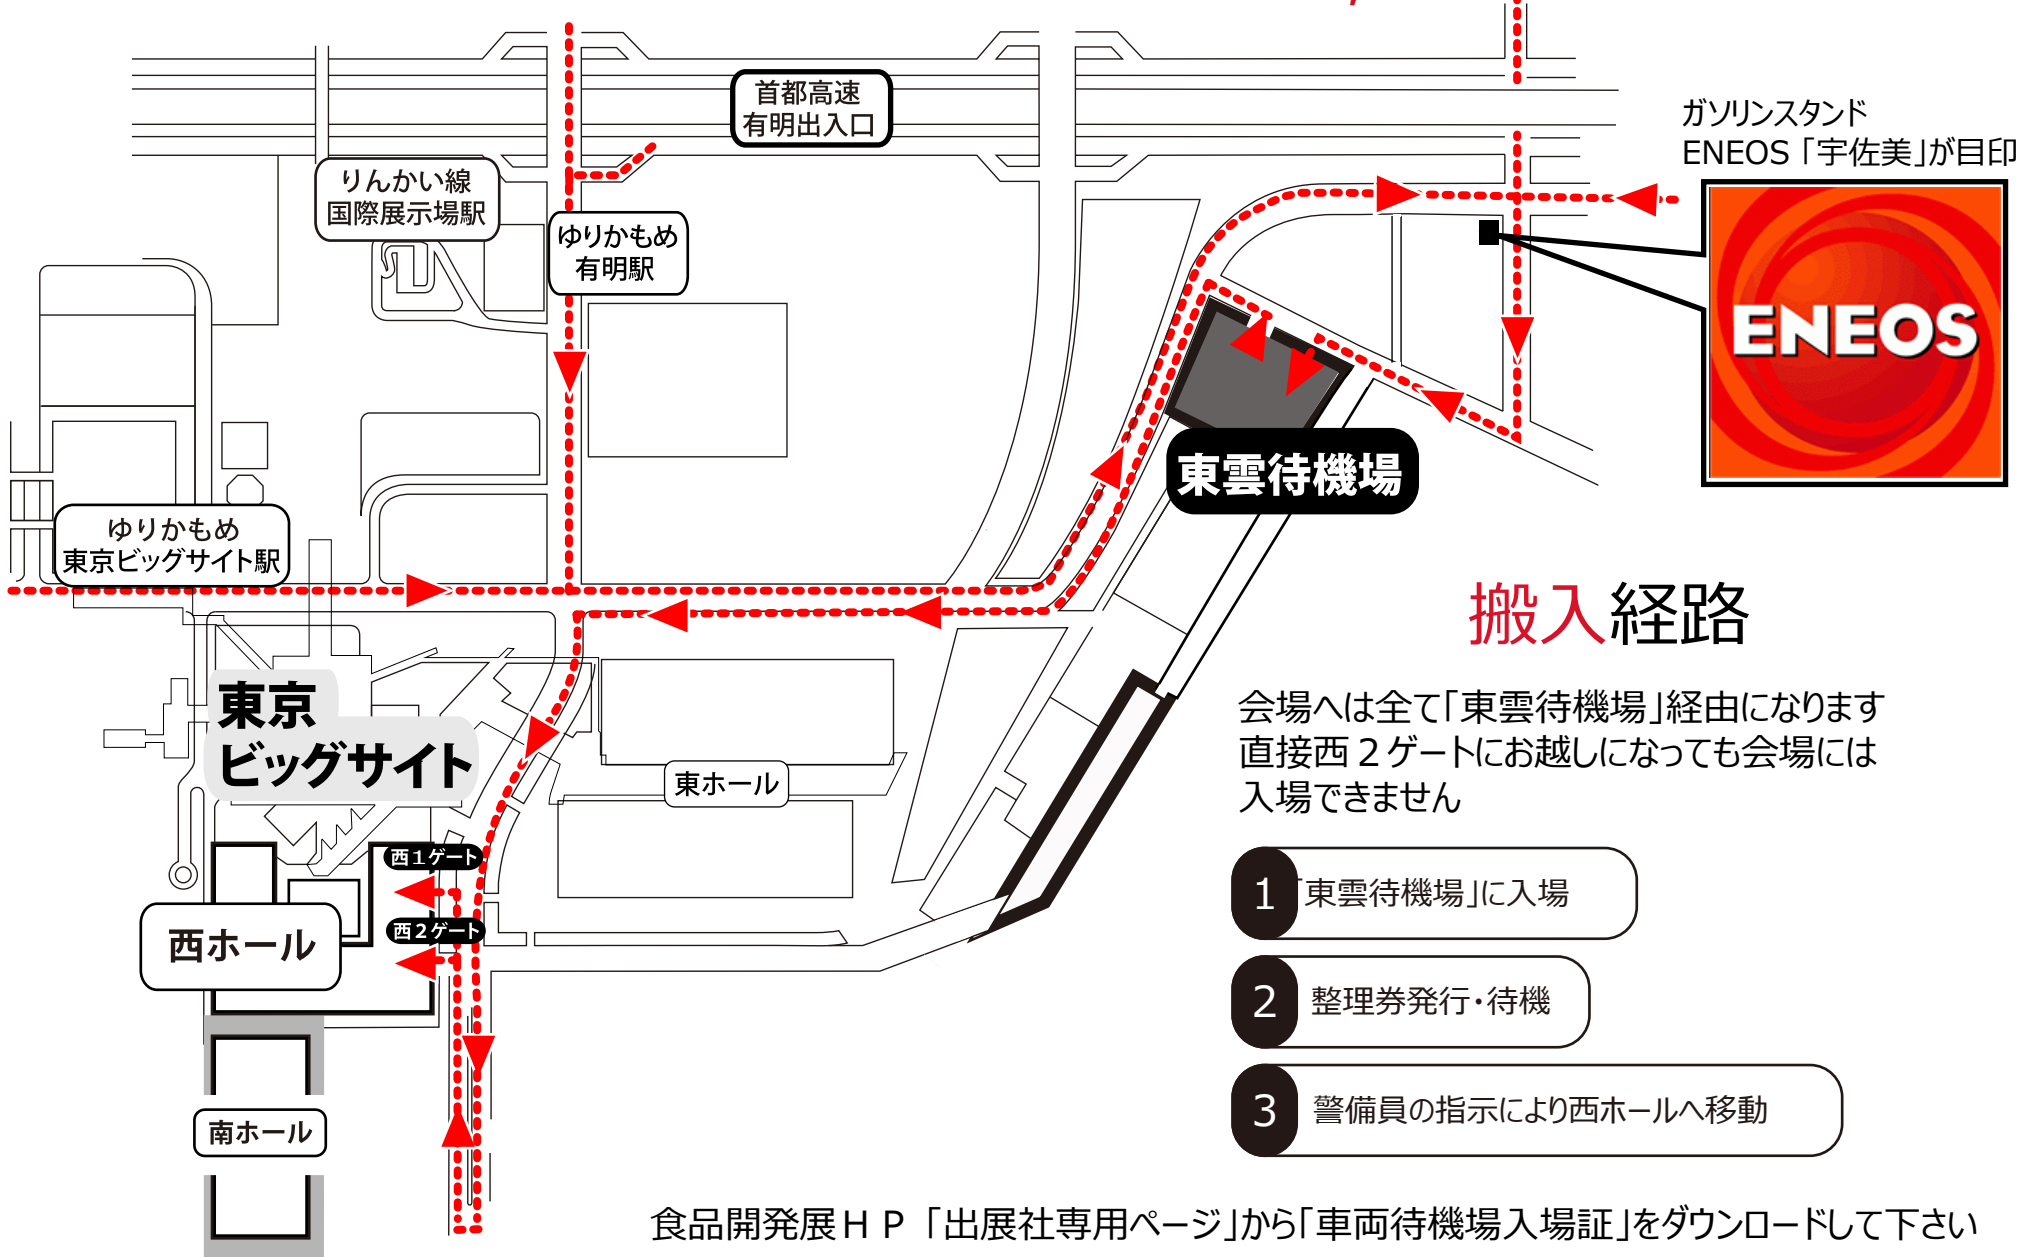 首都高速
有明出入口
ガソリンスタンド
ENEOS「宇佐美」が目印
ENEOS
りんかい線
国際展示場駅
ゆりかもめ
有明駅
東雲待機場
ゆりかもめ
東京ビッグサイト駅
搬入経路
東京
ビッグサイト
会場へは全て「東雲待機場」経由になります
直接西２ゲートにお越しになっても会場には
入場できません
東ホール
西１ゲート
西２ゲート
西ホール
南ホール
1 「東雲待機場」に入場
2 整理券発行・待機
3 警備員の指示により西ホールへ移動
食品開発展ＨＰ「出展社専用ページ」から「車両待機場入場証」をダウンロードして下さい